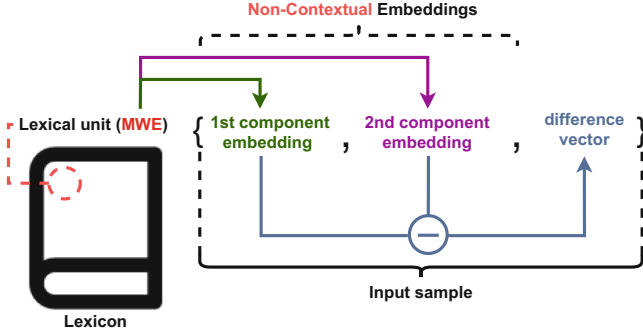 Non-Contextual Embeddings
Lexical unit (MWE)
{ 1st component , 2nd component , difference }
embedding embedding vector
Input sample
Lexicon